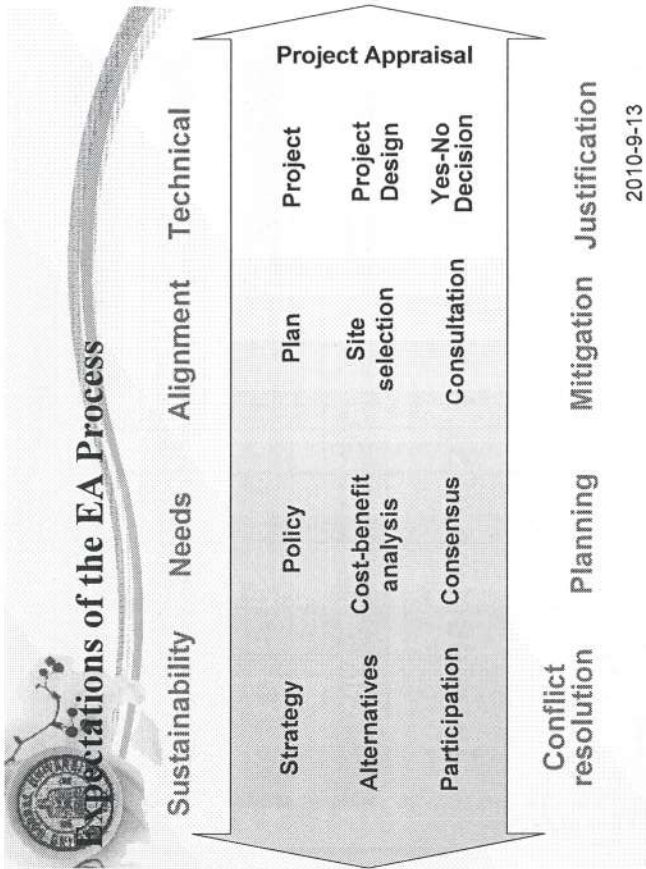 Expectations of the EA Process
Sustainability Needs Alignment Technical
Strategy Policy Plan Project
Alternatives Cost-benefit analysis Site selection Project Design
Participation Consensus Consultation Yes-No Decision
Project Appraisal
Conflict resolution Planning Mitigation Justification
2010-9-13